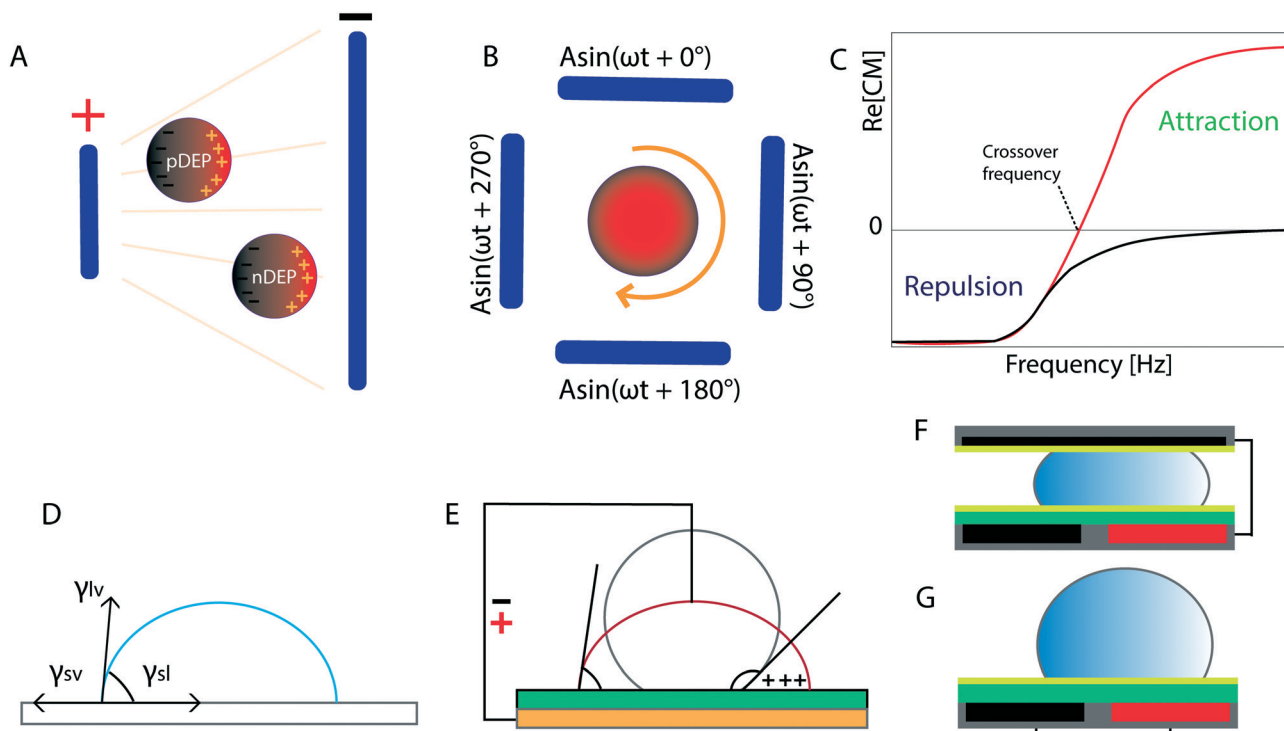 A
−
+
− − − − −
pDEP
+ + + + +
− − − − −
nDEP
+ + + + +
B
Asin(ωt + 0°)
Asin(ωt + 270°)
Asin(ωt + 90°)
Asin(ωt + 180°)
C
Re[CM]
Attraction
Crossover
frequency
0
Repulsion
Frequency [Hz]
D
γlv
γsv
γsl
E
−
+
+++
F
G